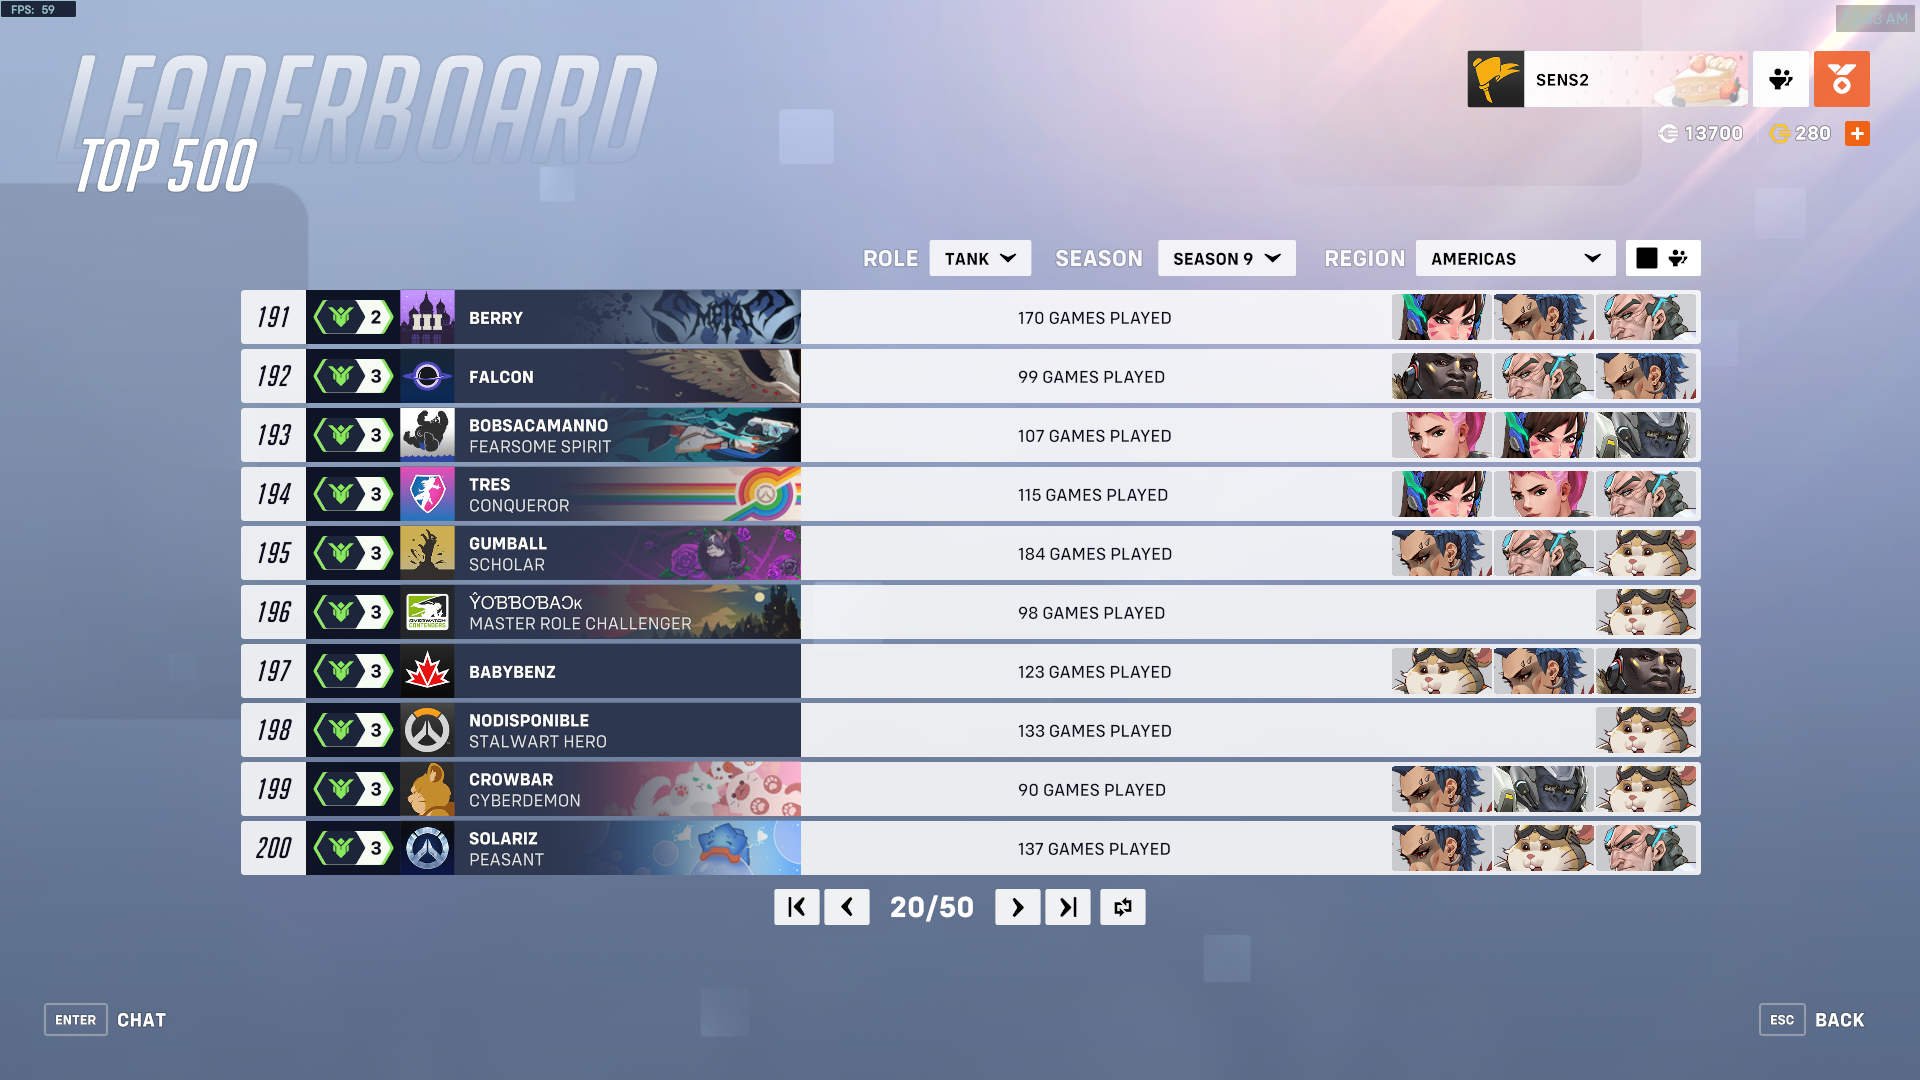 FPS: 59
LEADERBOARD
TOP 500
SENS2
13700
280
ROLE TANK SEASON SEASON 9 REGION AMERICAS
191 2 BERRY 170 GAMES PLAYED
192 3 FALCON 99 GAMES PLAYED
193 3 BOBSACAMANNO 107 GAMES PLAYED
FEARSOME SPIRIT
194 3 TRES 115 GAMES PLAYED
CONQUEROR
195 3 GUMBALL 184 GAMES PLAYED
SCHOLAR
196 3 98 GAMES PLAYED
MASTER ROLE CHALLENGER
197 3 BABYBENZ 123 GAMES PLAYED
198 3 NODISPONIBLE 133 GAMES PLAYED
STALWART HERO
199 3 CROWBAR 90 GAMES PLAYED
CYBERDEMON
200 3 SOLARIZ 137 GAMES PLAYED
PEASANT
20/50
ENTER CHAT
ESC BACK